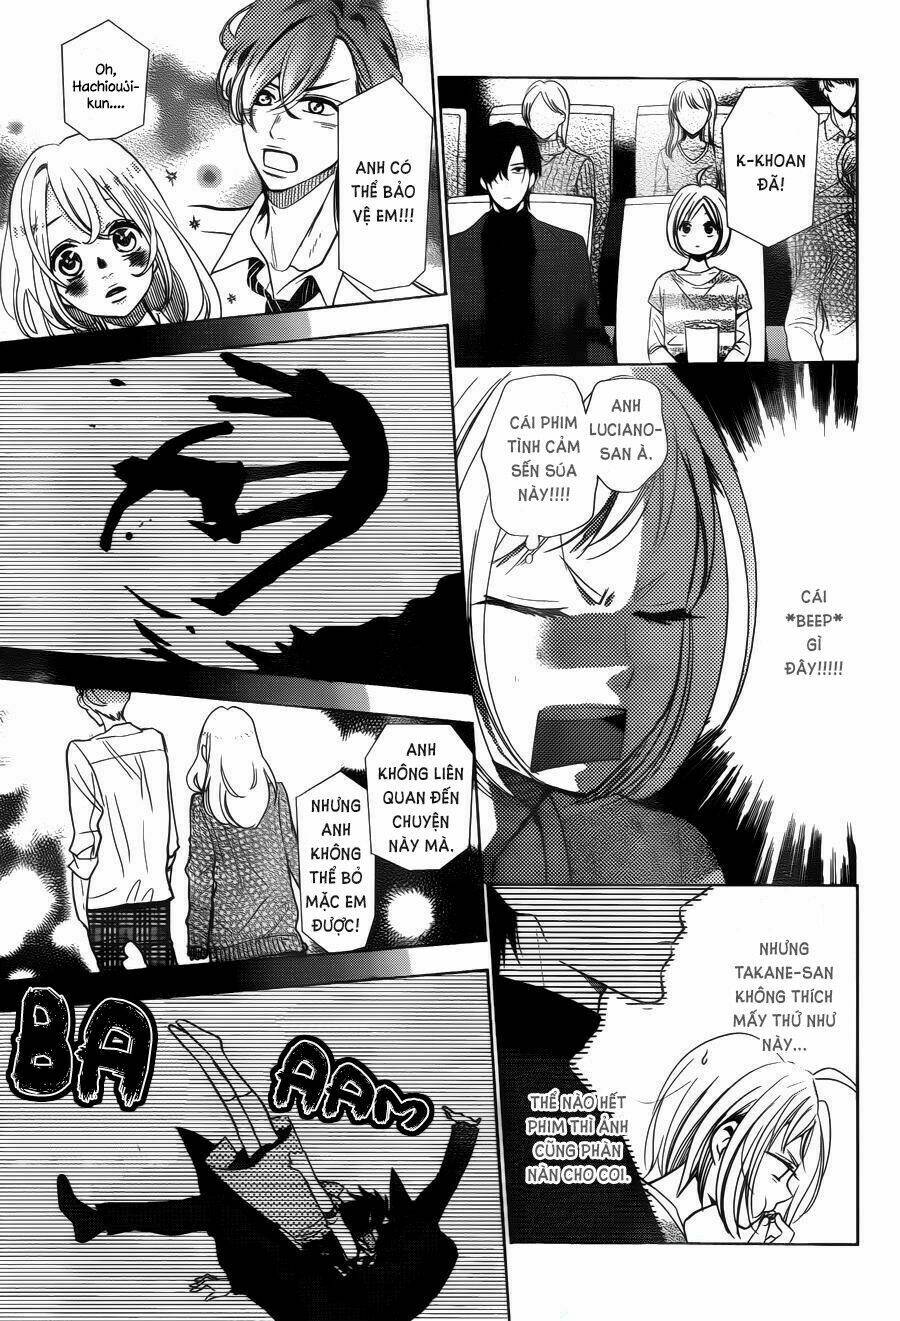 K-KHOAN
ĐÃ!
ANH
LUCIANO-
SAN À.
CÁI PHIM
TÌNH CẢM
SẾN SÚA
NÀY!!!!
CÁI
*BEEP*
GÌ
ĐÂY!!!!!
NHƯNG
TAKANE-SAN
KHÔNG THÍCH
MẤY THỨ NHƯ
NÀY...
THỂ NÀO HẾT
PHIM THÌ ẢNH
CŨNG PHÀN
NÀN CHO COI.
ANH CÓ
THỂ BẢO
VỆ EM!!!
Oh,
Hachiouji-
kun....
ANH
KHÔNG LIÊN
QUAN ĐẾN
CHUYỆN
NÀY MÀ.
NHƯNG
ANH
KHÔNG
THỂ BỎ
MẶC EM
ĐƯỢC!
BA
AAM